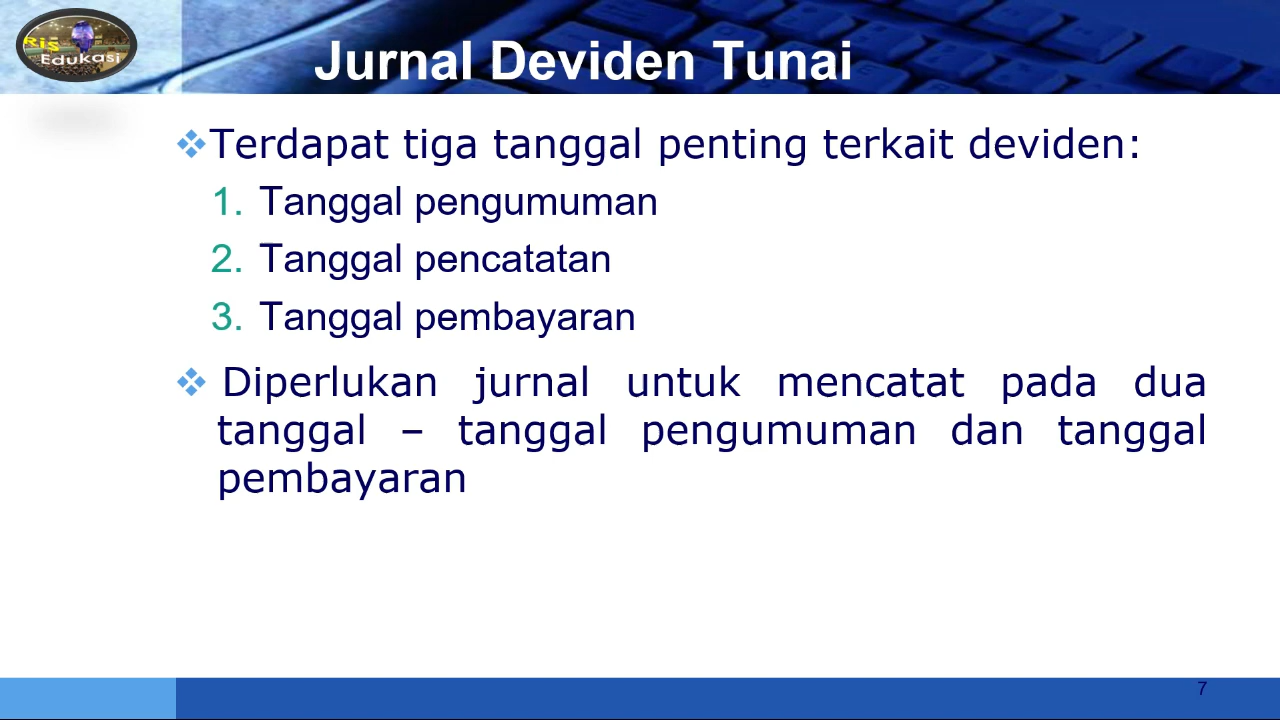 Ris
Edukasi
Jurnal Deviden Tunai
❖Terdapat tiga tanggal penting terkait deviden:
1. Tanggal pengumuman
2. Tanggal pencatatan
3. Tanggal pembayaran
❖ Diperlukan jurnal untuk mencatat pada dua
tanggal – tanggal pengumuman dan tanggal
pembayaran
7